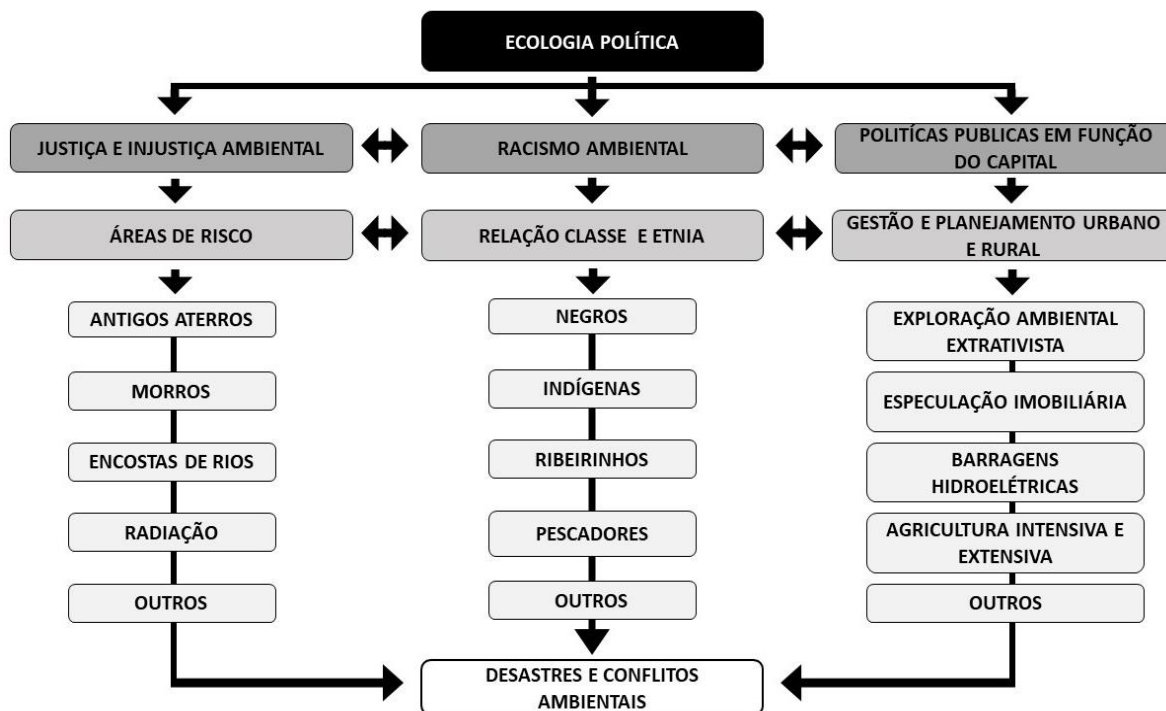 ECOLOGIA POLÍTICA
JUSTIÇA E INJUSTIÇA AMBIENTAL
RACISMO AMBIENTAL
POLITÍCAS PUBLICAS EM FUNÇÃO
DO CAPITAL
ÁREAS DE RISCO
RELAÇÃO CLASSE E ETNIA
GESTÃO E PLANEJAMENTO URBANO
E RURAL
ANTIGOS ATERROS
MORROS
ENCOSTAS DE RIOS
RADIAÇÃO
OUTROS
NEGROS
INDÍGENAS
RIBEIRINHOS
PESCADORES
OUTROS
EXPLORAÇÃO AMBIENTAL
EXTRATIVISTA
ESPECULAÇÃO IMOBILIÁRIA
BARRAGENS
HIDROELÉTRICAS
AGRICULTURA INTENSIVA E
EXTENSIVA
OUTROS
DESASTRES E CONFLITOS
AMBIENTAIS